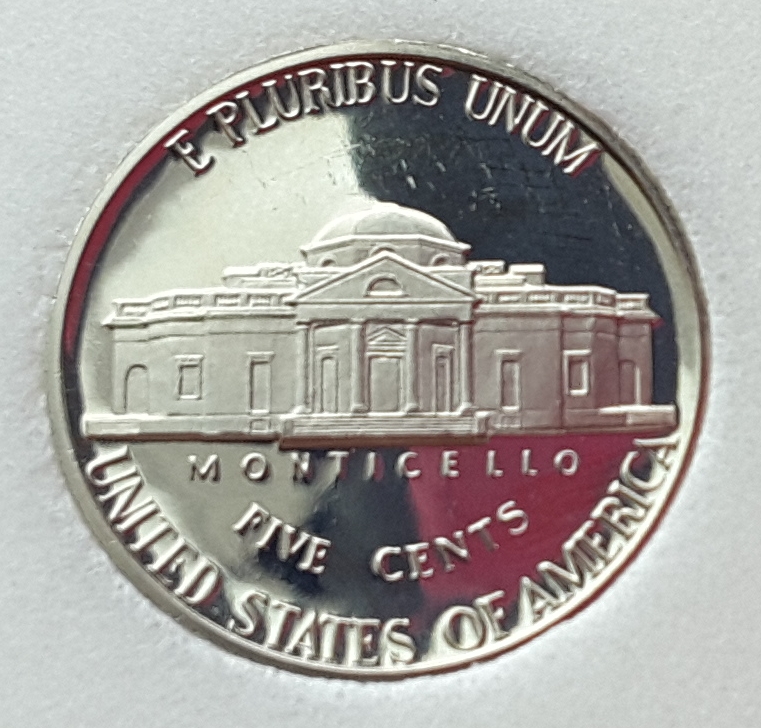 E PLURIBUS UNUM
MONTICELLO
FIVE CENTS
UNITED STATES OF AMERICA